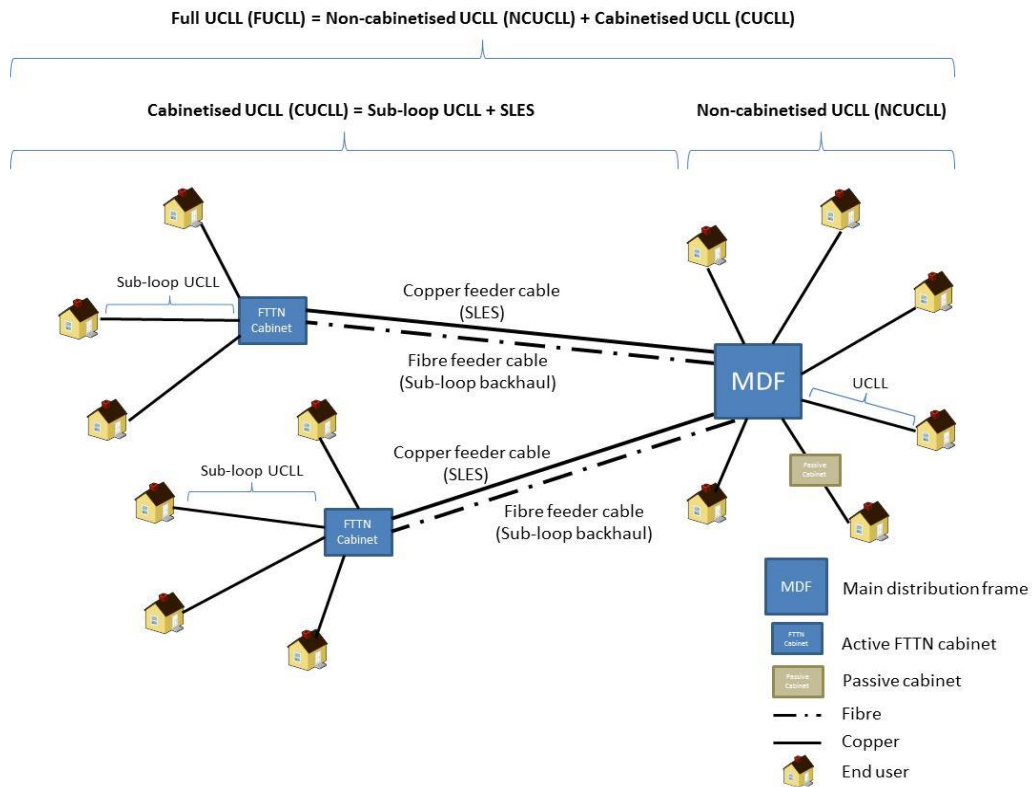 Full UCLL (FUCLL) = Non-cabinetised UCLL (NCUCLL) + Cabinetised UCLL (CUCLL)
Cabinetised UCLL (CUCLL) = Sub-loop UCLL + SLES
Non-cabinetised UCLL (NCUCLL)
Sub-loop UCLL
FTTN
Cabinet
Copper feeder cable
(SLES)
Fibre feeder cable
(Sub-loop backhaul)
MDF
UCLL
Passive
Cabinet
Copper feeder cable
(SLES)
Sub-loop UCLL
FTTN
Cabinet
Fibre feeder cable
(Sub-loop backhaul)
MDF
Main distribution frame
FTTN
Cabinet
Active FTTN cabinet
Passive
Cabinet
Passive cabinet
Fibre
Copper
End user